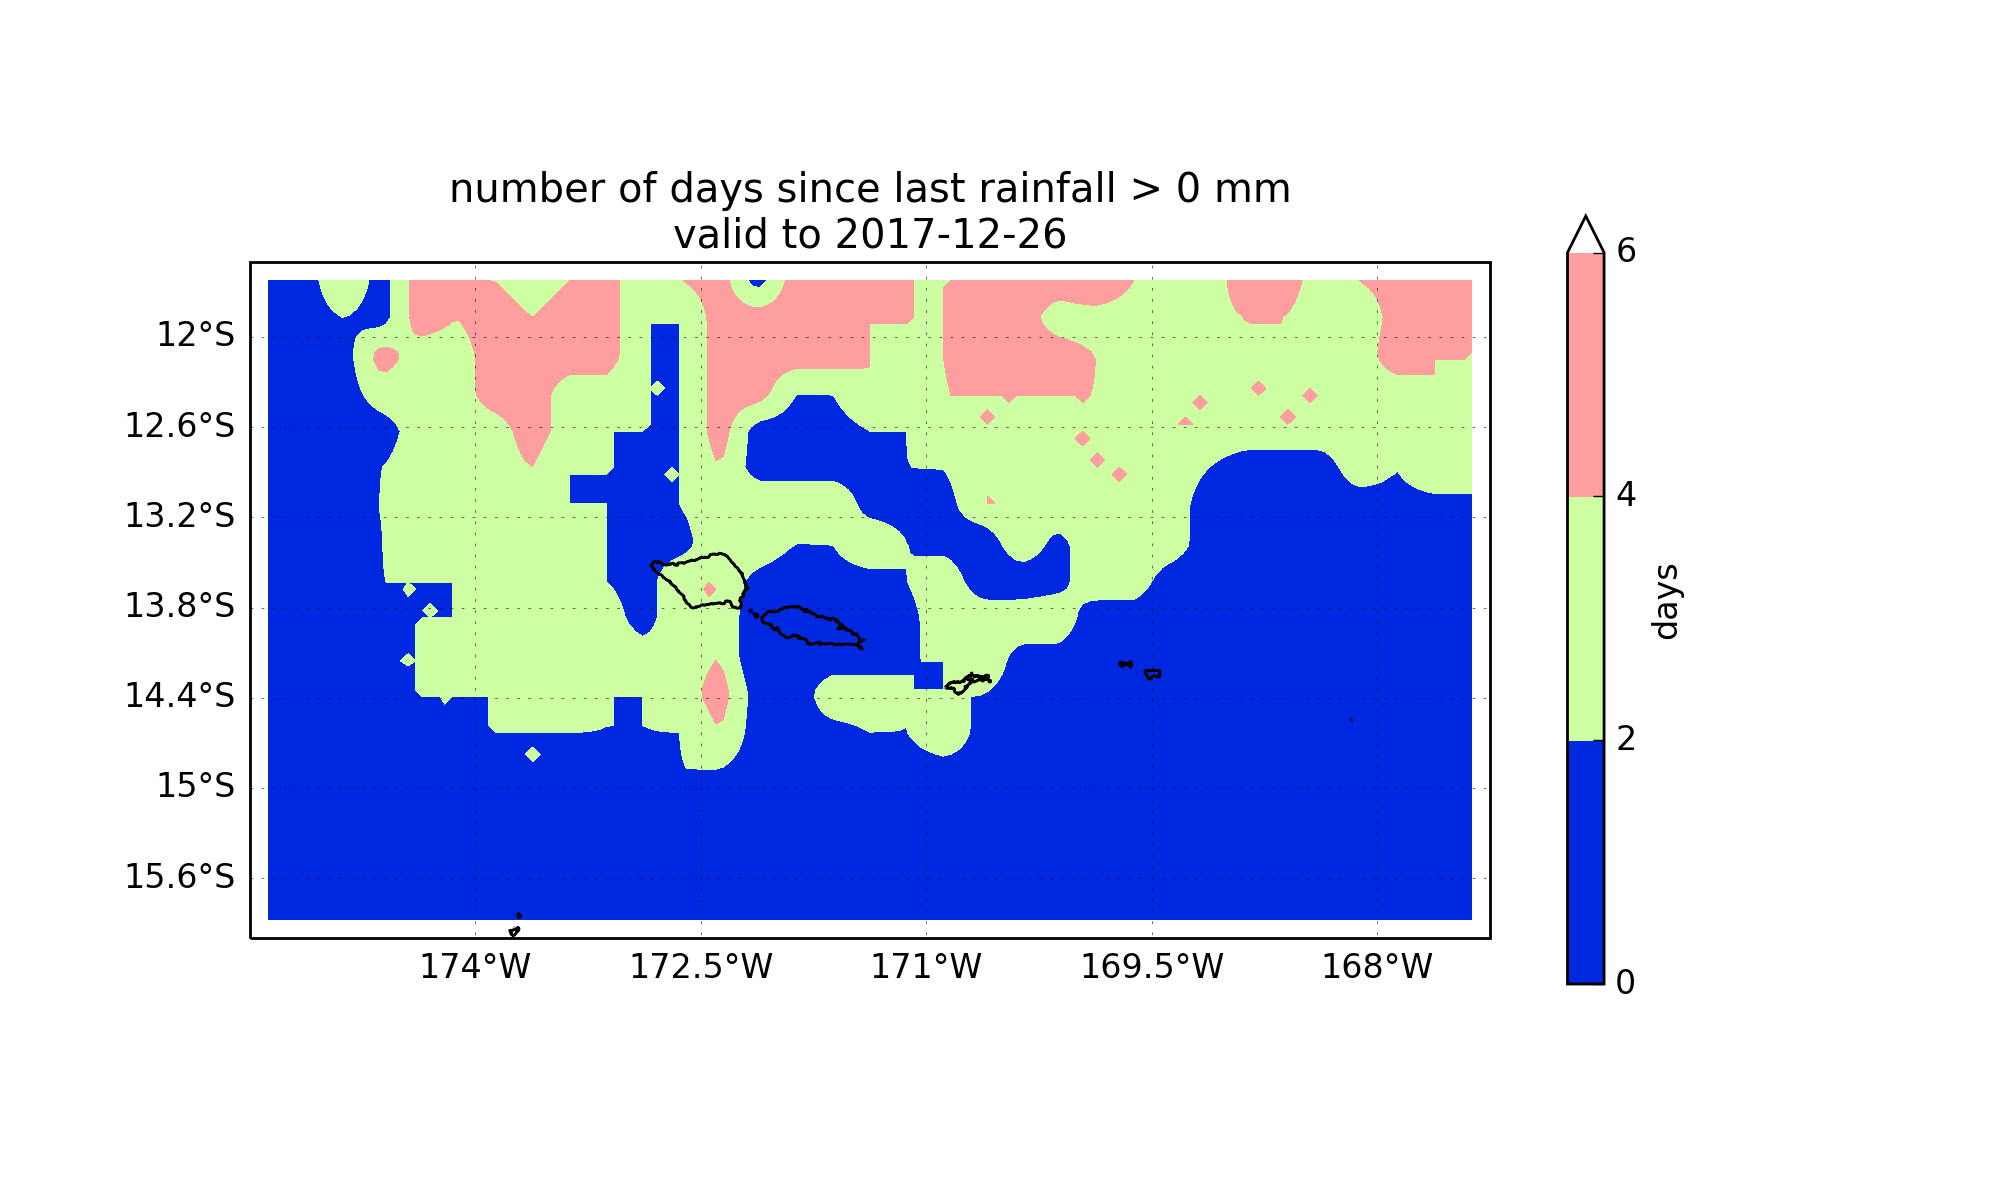 number of days since last rainfall > 0 mm
valid to 2017-12-26
12°S
12.6°S
13.2°S
13.8°S
14.4°S
15°S
15.6°S
174°W
172.5°W
171°W
169.5°W
168°W
6
4
2
0
days